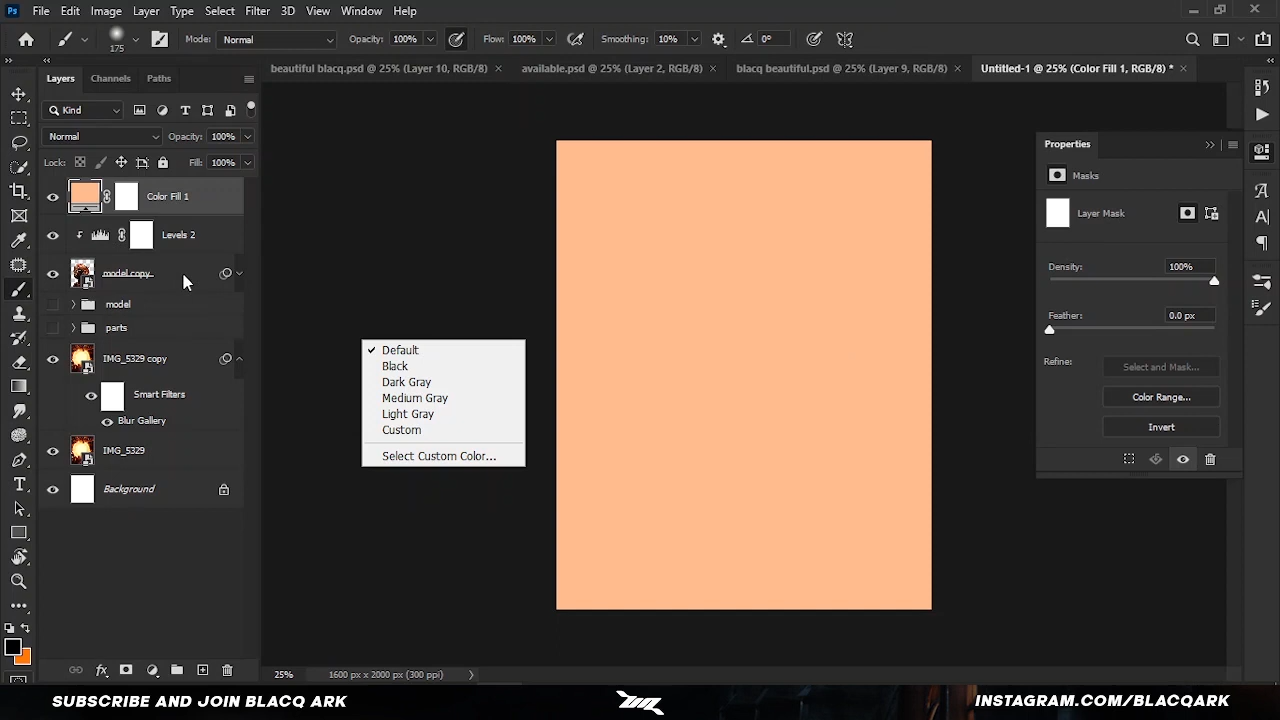 Ps File Edit Image Layer Type Select Filter 3D View Window Help
175 Mode: Normal Opacity: 100% Flow: 100% Smoothing: 10% 0°
Layers Channels Paths
beautiful blacq.psd @ 25% (Layer 10, RGB/8) × available.psd @ 25% (Layer 2, RGB/8) × blacq beautiful.psd @ 25% (Layer 9, RGB/8) × Untitled-1 @ 25% (Color Fill 1, RGB/8) * ×
Kind
Normal Opacity: 100%
Lock: Fill: 100%
Color Fill 1
Levels 2
model copy
model
parts
IMG_5329 copy
Smart Filters
Blur Gallery
IMG_5329
Background
Default
Black
Dark Gray
Medium Gray
Light Gray
Custom
Select Custom Color...
Properties
Masks
Layer Mask
Density: 100%
Feather: 0.0 px
Refine: Select and Mask...
Color Range...
Invert
25% 1600 px x 2000 px (300 ppi)
SUBSCRIBE AND JOIN BLACQ ARK
INSTAGRAM.COM/BLACQARK